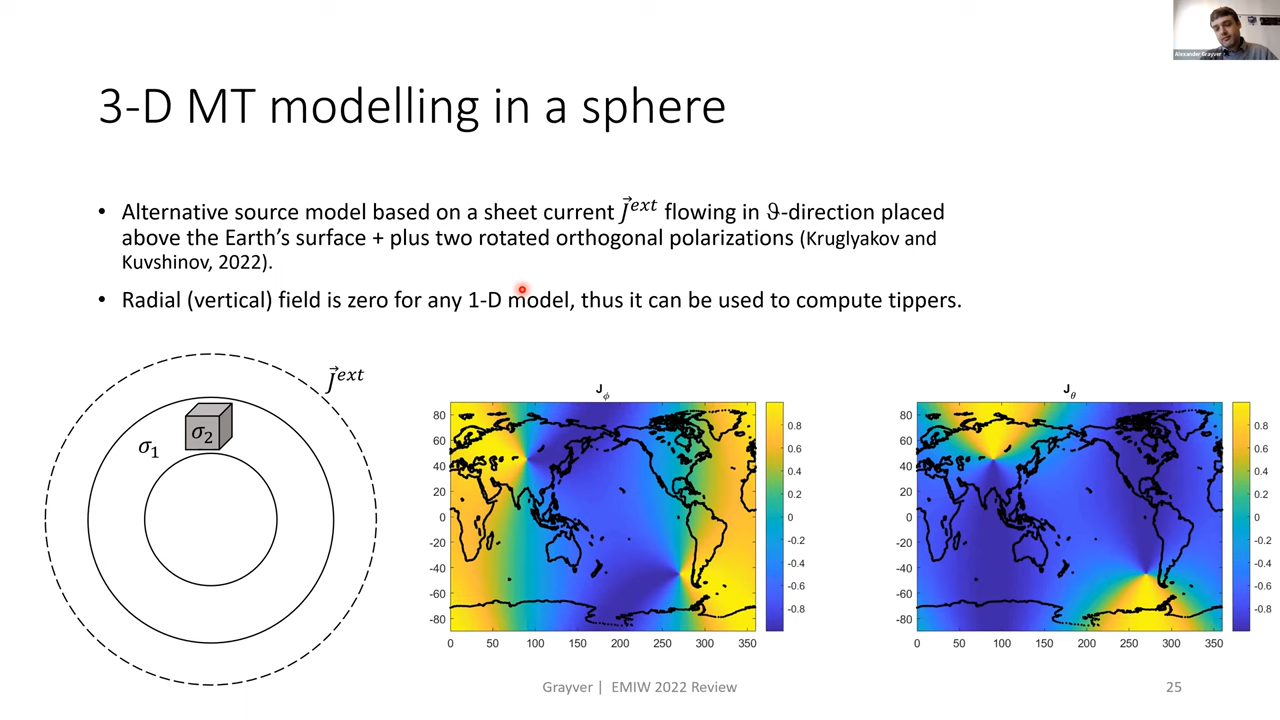 Alexander Grayver
3-D MT modelling in a sphere
• Alternative source model based on a sheet current J⃗ᵉˣᵗ flowing in ϑ-direction placed
above the Earth's surface + plus two rotated orthogonal polarizations (Kruglyakov and
Kuvshinov, 2022).
• Radial (vertical) field is zero for any 1-D model, thus it can be used to compute tippers.
J⃗ᵉˣᵗ
σ₂
σ₁
J_ϕ
80
60
40
20
0
-20
-40
-60
-80
0 50 100 150 200 250 300 350
0.8
0.6
0.4
0.2
0
-0.2
-0.4
-0.6
-0.8
J_θ
80
60
40
20
0
-20
-40
-60
-80
0 50 100 150 200 250 300 350
0.8
0.6
0.4
0.2
0
-0.2
-0.4
-0.6
-0.8
Grayver | EMIW 2022 Review
25